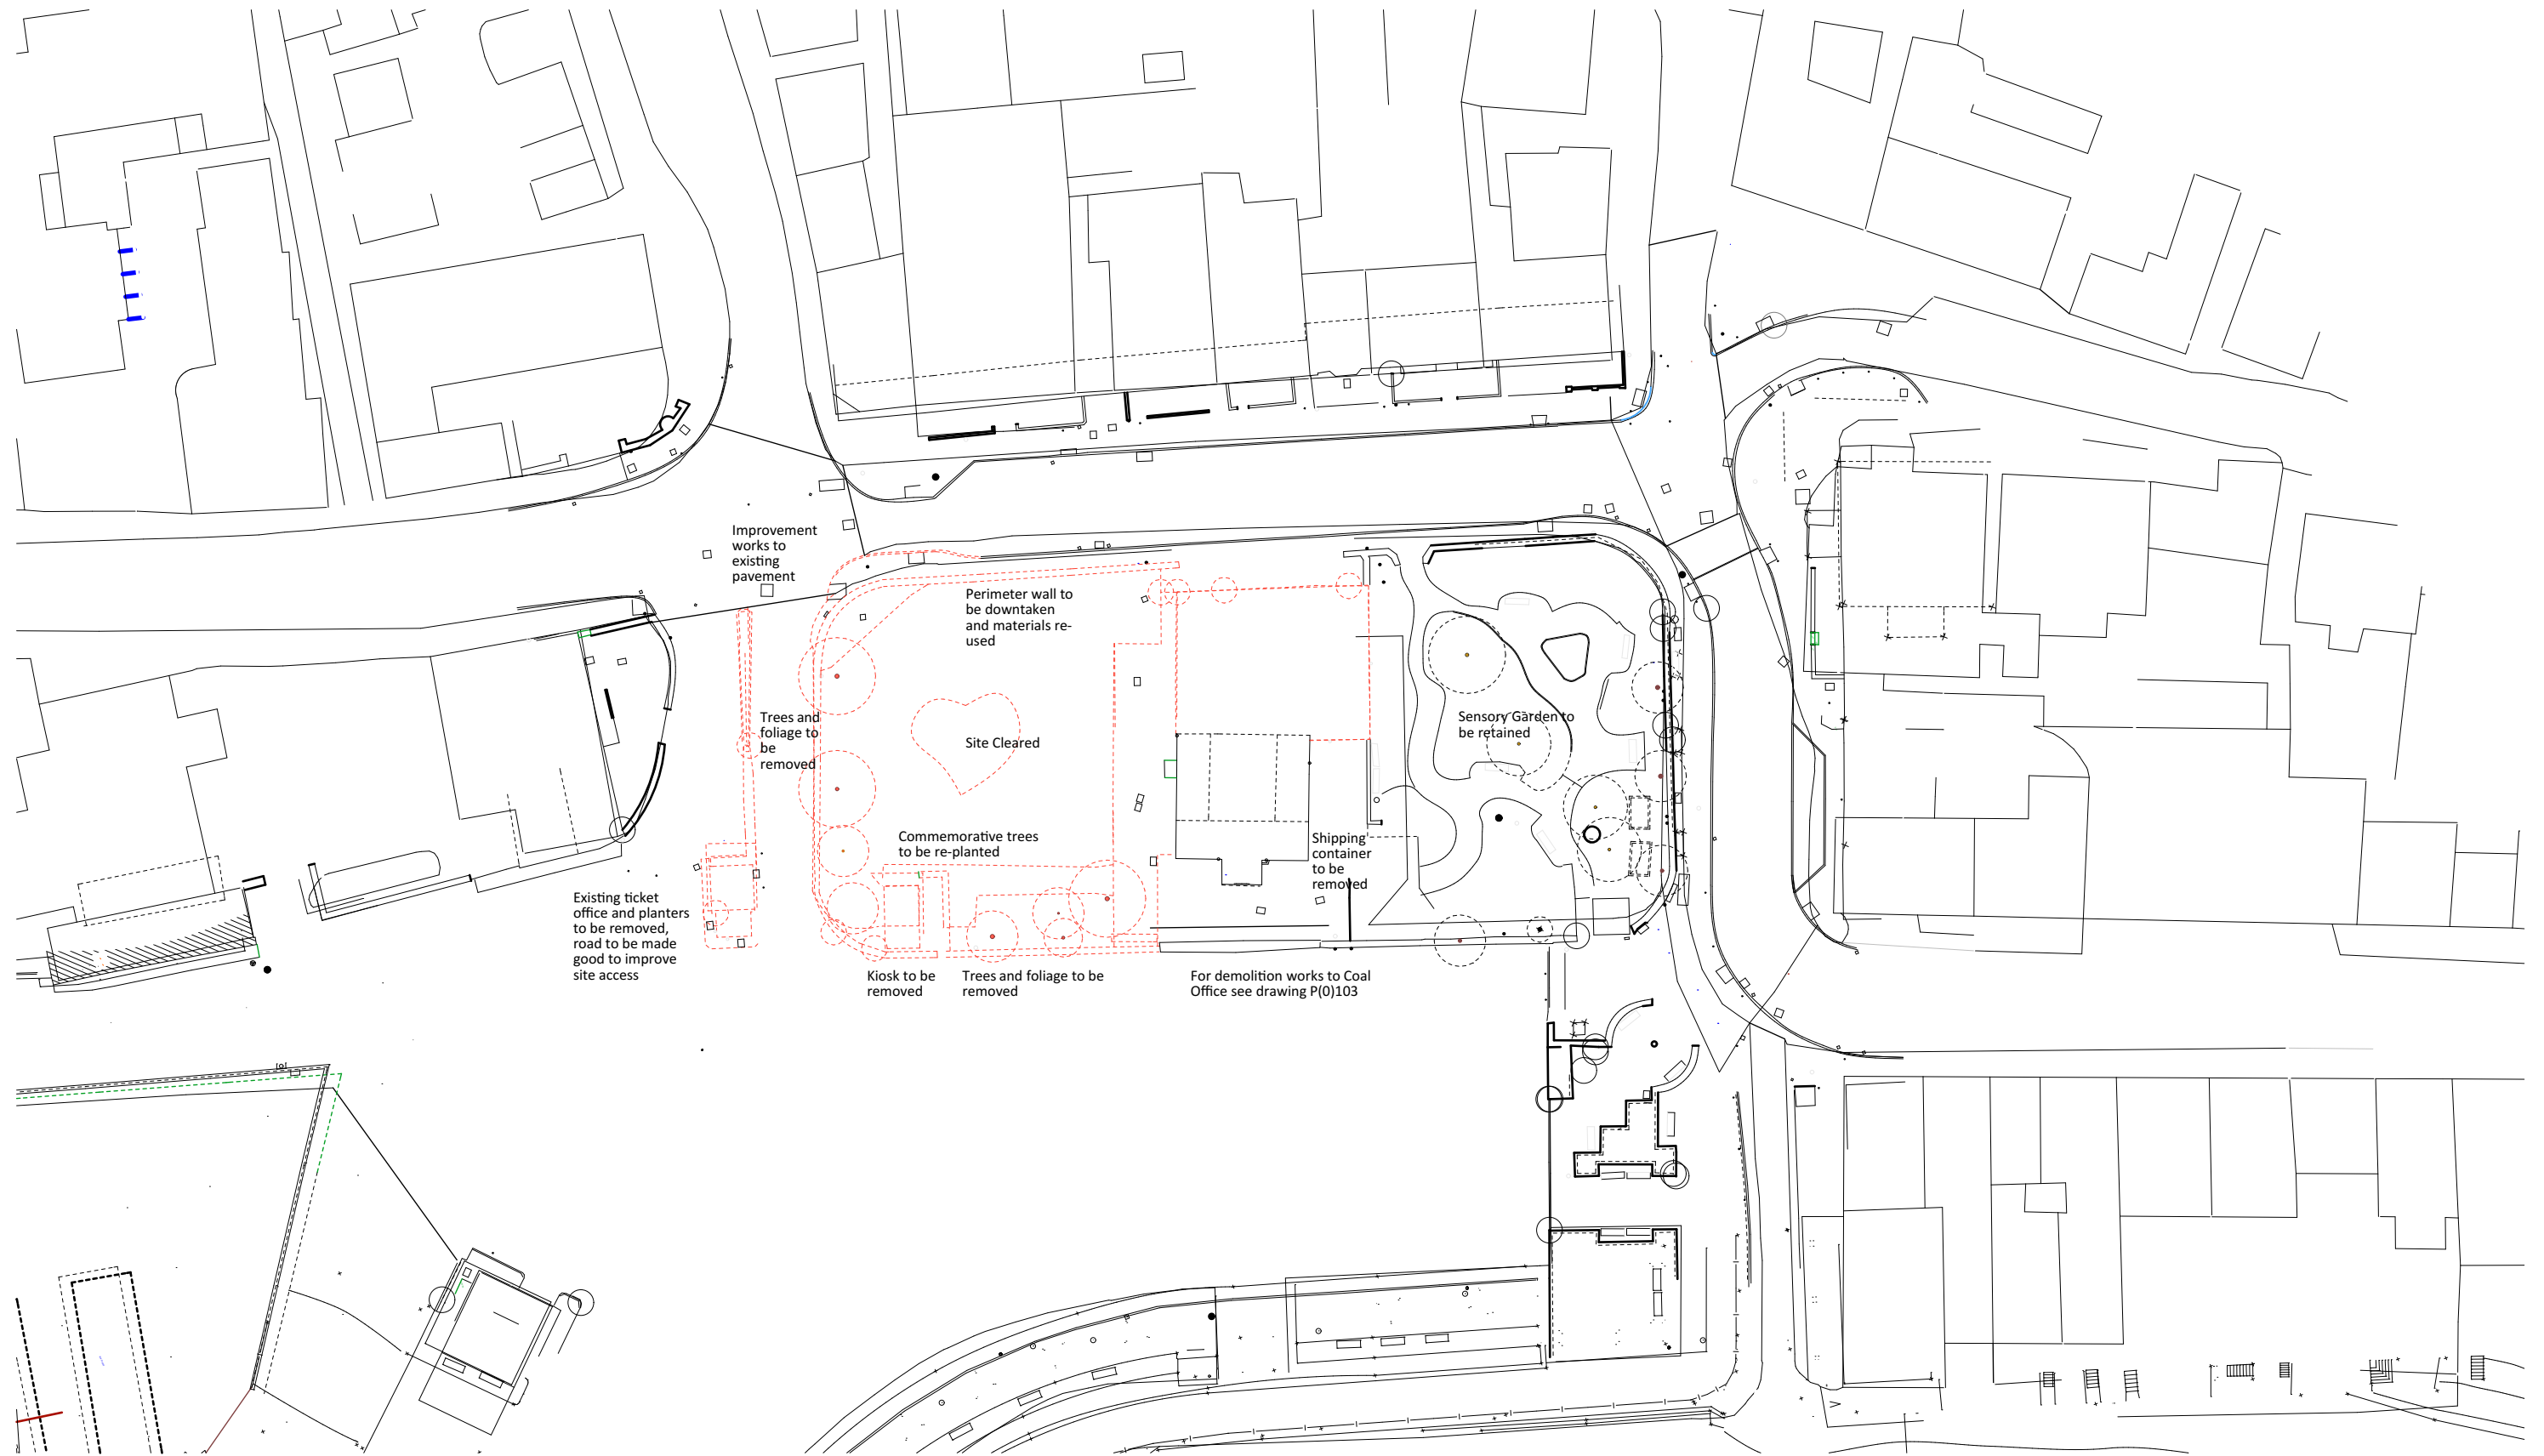 Improvement
works to
existing
pavement
Perimeter wall to
be downtaken
and materials re-
used
Trees and
foliage to
be
removed
Site Cleared
Sensory Garden to
be retained
Commemorative trees
to be re-planted
Shipping
container
to be
removed
Existing ticket
office and planters
to be removed,
road to be made
good to improve
site access
Kiosk to be
removed
Trees and foliage to be
removed
For demolition works to Coal
Office see drawing P(0)103